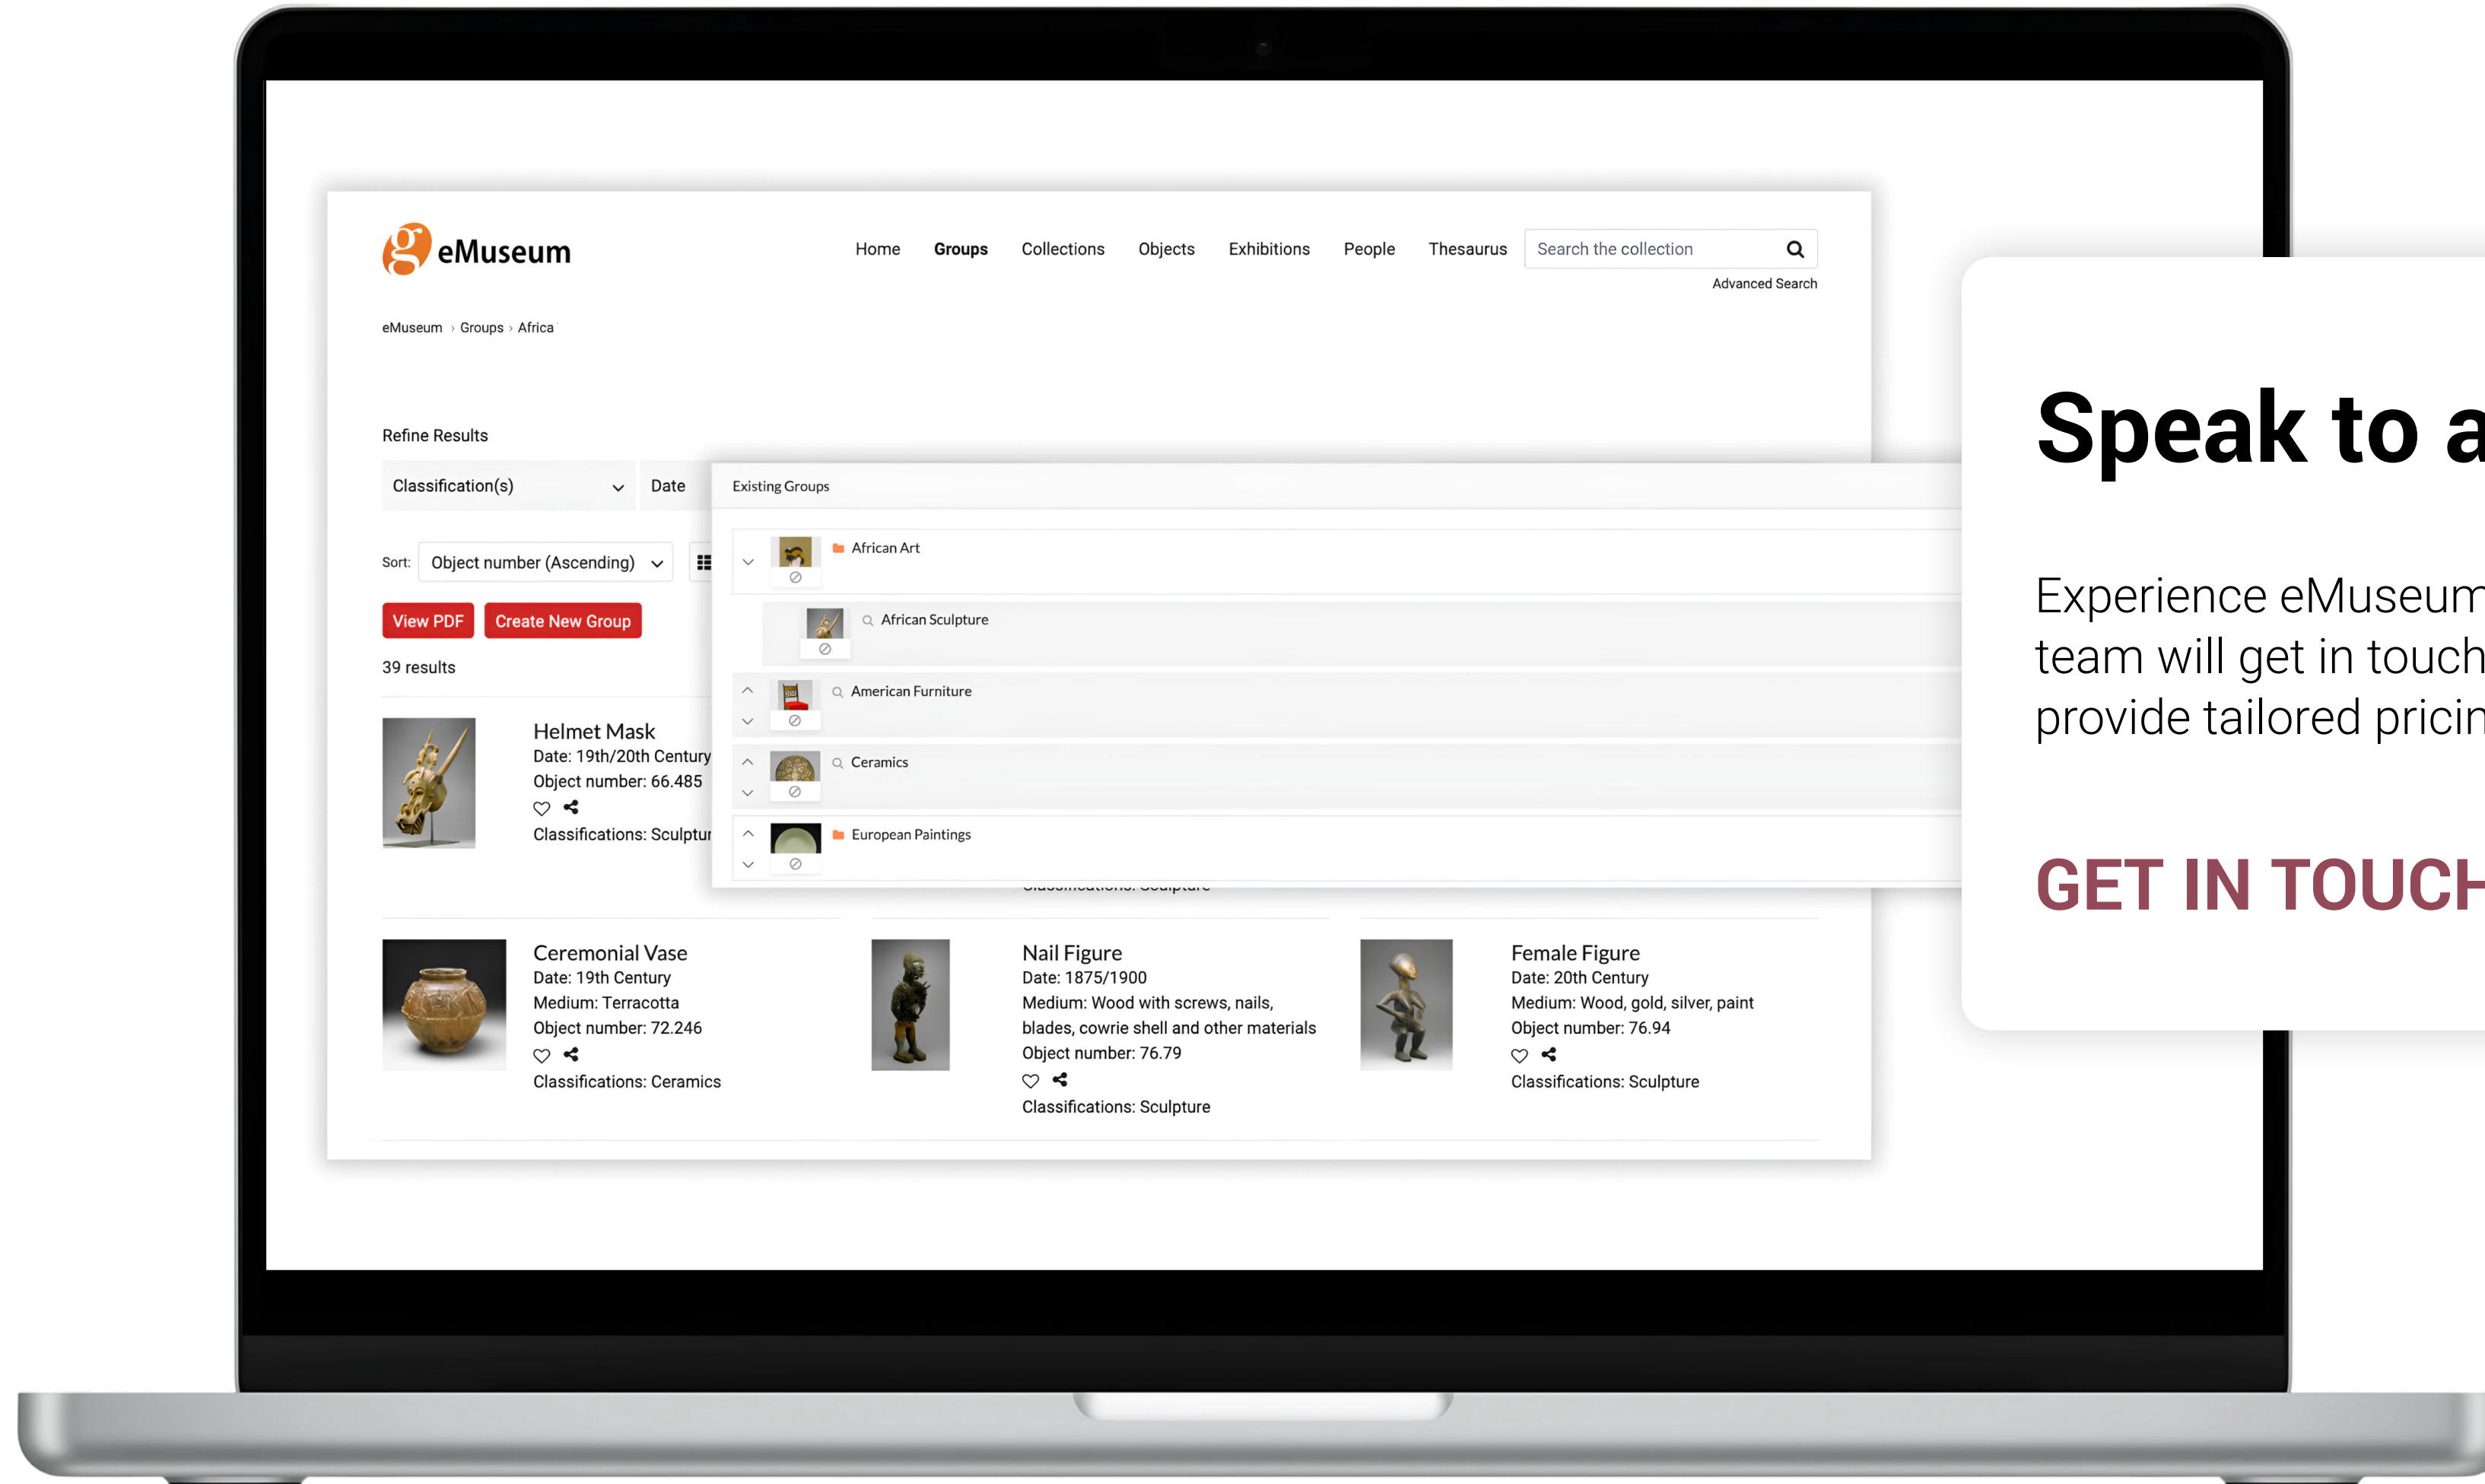 g eMuseum
Home Groups Collections Objects Exhibitions People Thesaurus Search the collection
Advanced Search
eMuseum › Groups › Africa
Refine Results
Classification(s) Date
Sort: Object number (Ascending)
View PDF Create New Group
39 results
Helmet Mask
Date: 19th/20th Century
Object number: 66.485
Classifications: Sculptur
Existing Groups
African Art
African Sculpture
American Furniture
Ceramics
European Paintings
Classifications: Sculpture
Ceremonial Vase
Date: 19th Century
Medium: Terracotta
Object number: 72.246
Classifications: Ceramics
Nail Figure
Date: 1875/1900
Medium: Wood with screws, nails,
blades, cowrie shell and other materials
Object number: 76.79
Classifications: Sculpture
Female Figure
Date: 20th Century
Medium: Wood, gold, silver, paint
Object number: 76.94
Classifications: Sculpture
Speak to a
Experience eMuseum
team will get in touch
provide tailored pricin
GET IN TOUCH